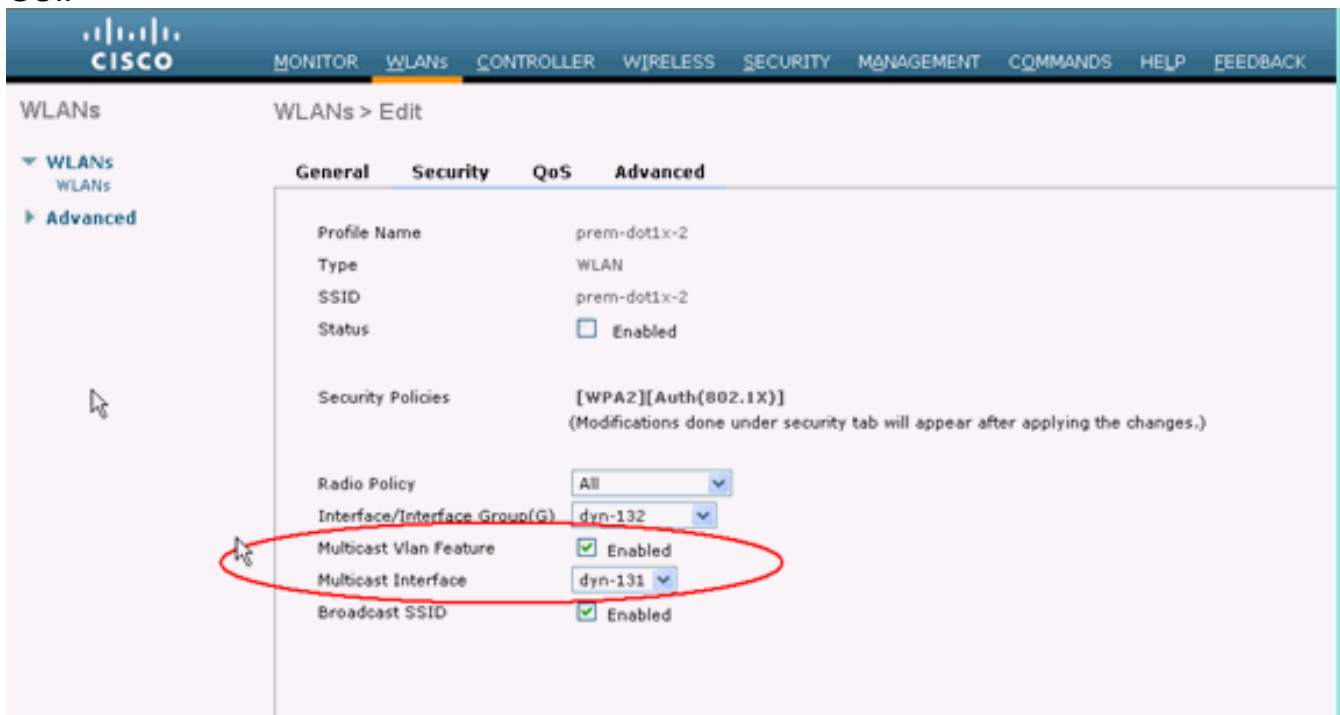 CISCO
MONITOR WLANs CONTROLLER WIRELESS SECURITY MANAGEMENT COMMANDS HELP FEEDBACK
WLANs
WLANs > Edit
WLANs
WLANs
Advanced
General Security QoS Advanced
Profile Name prem-dot1x-2
Type WLAN
SSID prem-dot1x-2
Status Enabled
Security Policies [WPA2][Auth(802.1X)]
(Modifications done under security tab will appear after applying the changes.)
Radio Policy All
Interface/Interface Group(G) dyn-132
Multicast Vlan Feature Enabled
Multicast Interface dyn-131
Broadcast SSID Enabled